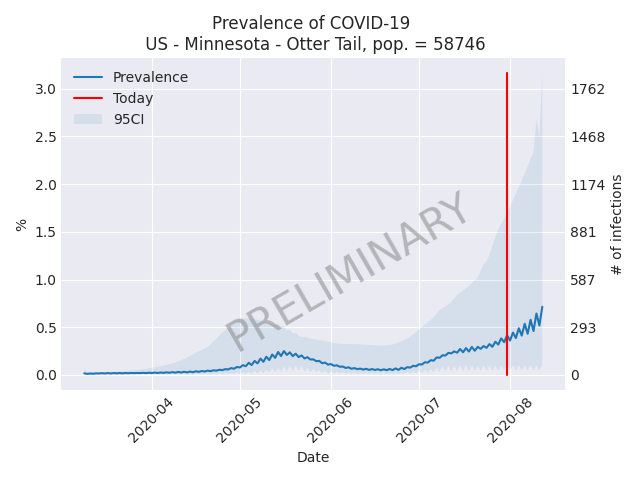 Prevalence of COVID-19
US - Minnesota - Otter Tail, pop. = 58746
Prevalence
Today
95CI
3.0
2.5
2.0
1.5
1.0
0.5
0.0
%
1762
1468
1174
881
587
293
0
# of infections
PRELIMINARY
2020-04
2020-05
2020-06
2020-07
2020-08
Date